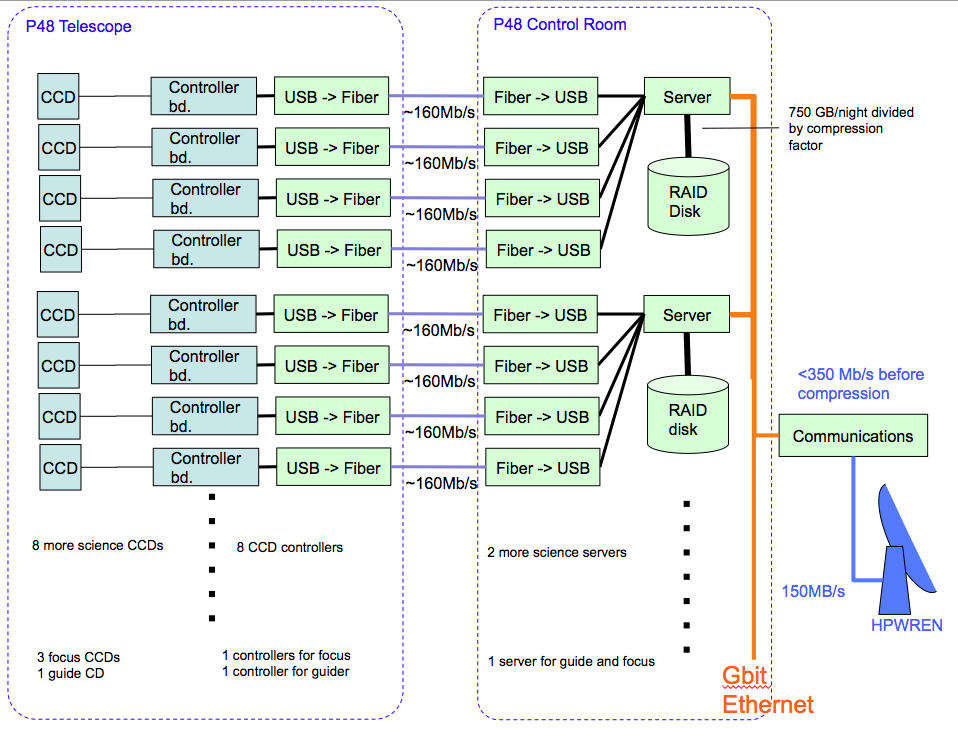 P48 Telescope
P48 Control Room
CCD
Controller
bd.
USB -> Fiber
~160Mb/s
Fiber -> USB
Server
750 GB/night divided
by compression
factor
CCD
Controller
bd.
USB -> Fiber
~160Mb/s
Fiber -> USB
CCD
Controller
bd.
USB -> Fiber
~160Mb/s
Fiber -> USB
RAID
Disk
CCD
Controller
bd.
USB -> Fiber
~160Mb/s
Fiber -> USB
CCD
Controller
bd.
USB -> Fiber
~160Mb/s
Fiber -> USB
Server
CCD
Controller
bd.
USB -> Fiber
~160Mb/s
Fiber -> USB
<350 Mb/s before
compression
CCD
Controller
bd.
USB -> Fiber
~160Mb/s
Fiber -> USB
RAID
disk
Communications
CCD
Controller
bd.
USB -> Fiber
~160Mb/s
Fiber -> USB
8 more science CCDs
8 CCD controllers
2 more science servers
150MB/s
HPWREN
3 focus CCDs
1 guide CD
1 controllers for focus
1 controller for guider
1 server for guide and focus
Gbit
Ethernet